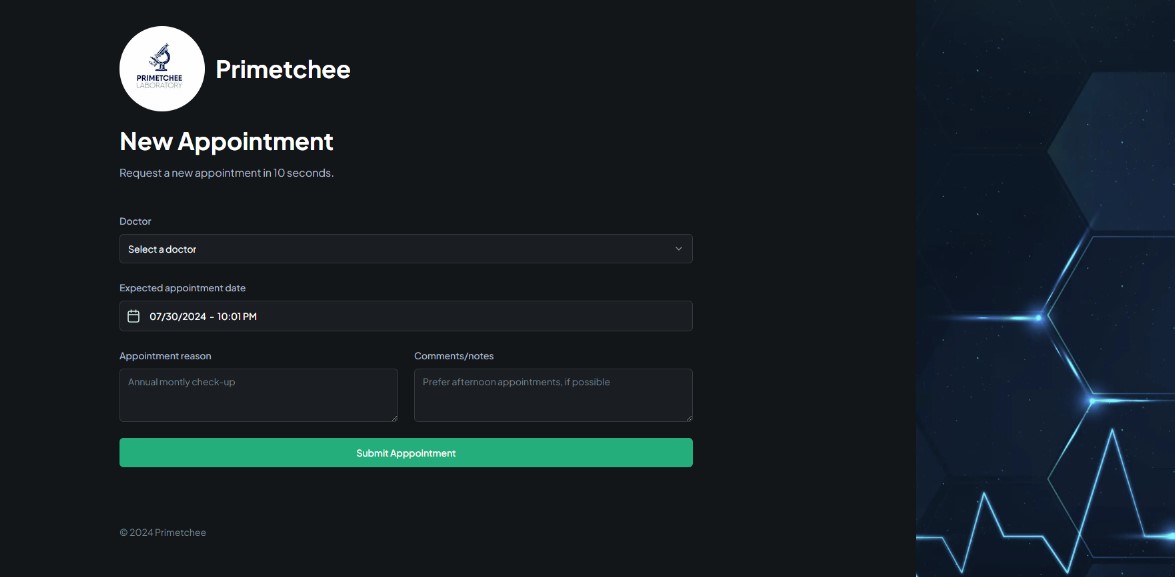 PRIMETCHEE
LABORATORY
Primetchee
New Appointment
Request a new appointment in 10 seconds.
Doctor
Select a doctor
Expected appointment date
07/30/2024 - 10:01 PM
Appointment reason
Comments/notes
Annual montly check-up
Prefer afternoon appointments, if possible
Submit Apppointment
© 2024 Primetchee